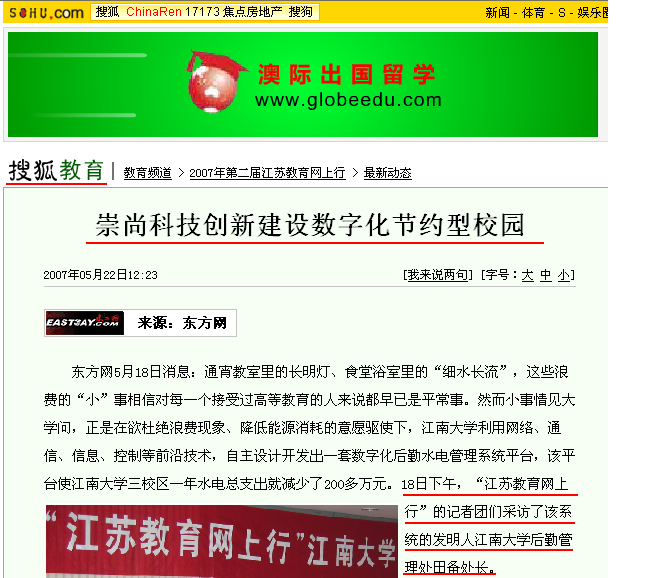 SOHU.com 搜狐 ChinaRen 17173 焦点房地产 搜狗 新闻 - 体育 - S - 娱乐圈
澳际出国留学
www.globeedu.com
搜狐教育 | 教育频道 > 2007年第二届江苏教育网上行 > 最新动态
崇尚科技创新建设数字化节约型校园
2007年05月22日12:23 [我来说两句] [字号：大 中 小]
EASTDAY.COM 东方网 来源：东方网
东方网5月18日消息：通宵教室里的长明灯、食堂浴室里的“细水长流”，这些浪
费的“小”事相信对每一个接受过高等教育的人来说都早已是平常事。然而小事情见大
学问，正是在欲杜绝浪费现象、降低能源消耗的意愿驱使下，江南大学利用网络、通
信、信息、控制等前沿技术，自主设计开发出一套数字化后勤水电管理系统平台，该平
台使江南大学三校区一年水电总支出就减少了200多万元。18日下午，“江苏教育网上
行”的记者团们采访了该系
统的发明人江南大学后勤管
理处田备处长。
“江苏教育网上行”江南大学